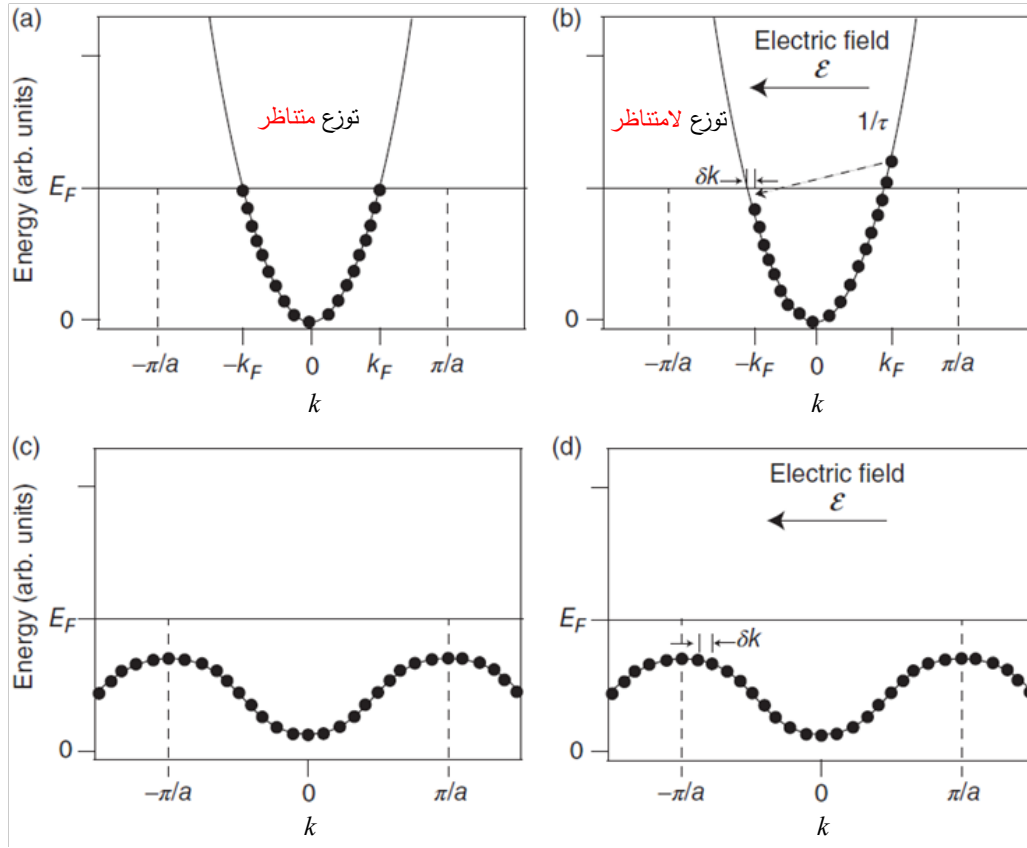 (a)
توزع متناظر
Energy (arb. units)
E_F
0
−π/a
−k_F
0
k_F
π/a
k
(b)
Electric field
ℰ
توزع لامتناظر
1/τ
δk
0
−π/a
−k_F
0
k_F
π/a
k
(c)
Energy (arb. units)
E_F
0
−π/a
0
π/a
k
(d)
Electric field
ℰ
E_F
δk
0
−π/a
0
π/a
k